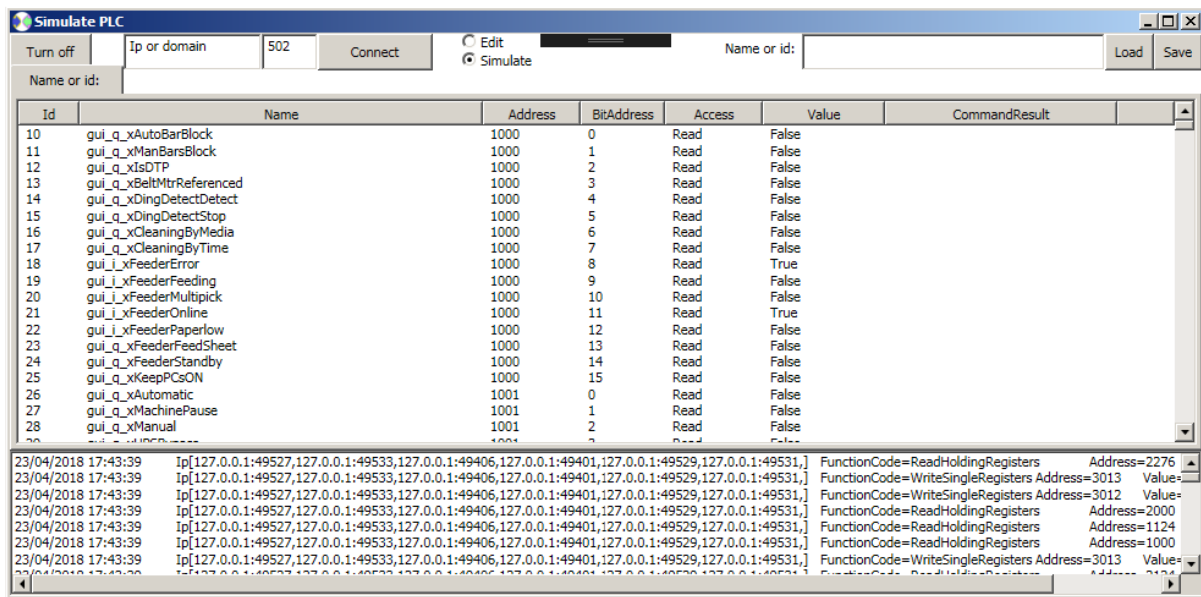 Simulate PLC
Turn off Ip or domain 502 Connect Edit Simulate Name or id: Load Save
Name or id:
Id Name Address BitAddress Access Value CommandResult
10 gui_q_xAutoBarBlock 1000 0 Read False
11 gui_q_xManBarsBlock 1000 1 Read False
12 gui_q_xIsDTP 1000 2 Read False
13 gui_q_xBeltMtrReferenced 1000 3 Read False
14 gui_q_xDingDetectDetect 1000 4 Read False
15 gui_q_xDingDetectStop 1000 5 Read False
16 gui_q_xCleaningByMedia 1000 6 Read False
17 gui_q_xCleaningByTime 1000 7 Read False
18 gui_i_xFeederError 1000 8 Read True
19 gui_i_xFeederFeeding 1000 9 Read False
20 gui_i_xFeederMultipick 1000 10 Read False
21 gui_i_xFeederOnline 1000 11 Read True
22 gui_i_xFeederPaperlow 1000 12 Read False
23 gui_q_xFeederFeedSheet 1000 13 Read False
24 gui_q_xFeederStandby 1000 14 Read False
25 gui_q_xKeepPCsON 1000 15 Read False
26 gui_q_xAutomatic 1001 0 Read False
27 gui_q_xMachinePause 1001 1 Read False
28 gui_q_xManual 1001 2 Read False
23/04/2018 17:43:39 Ip[127.0.0.1:49527,127.0.0.1:49533,127.0.0.1:49406,127.0.0.1:49401,127.0.0.1:49529,127.0.0.1:49531,] FunctionCode=ReadHoldingRegisters Address=2276
23/04/2018 17:43:39 Ip[127.0.0.1:49527,127.0.0.1:49533,127.0.0.1:49406,127.0.0.1:49401,127.0.0.1:49529,127.0.0.1:49531,] FunctionCode=WriteSingleRegisters Address=3013 Value=
23/04/2018 17:43:39 Ip[127.0.0.1:49527,127.0.0.1:49533,127.0.0.1:49406,127.0.0.1:49401,127.0.0.1:49529,127.0.0.1:49531,] FunctionCode=WriteSingleRegisters Address=3012 Value=
23/04/2018 17:43:39 Ip[127.0.0.1:49527,127.0.0.1:49533,127.0.0.1:49406,127.0.0.1:49401,127.0.0.1:49529,127.0.0.1:49531,] FunctionCode=ReadHoldingRegisters Address=2000
23/04/2018 17:43:39 Ip[127.0.0.1:49527,127.0.0.1:49533,127.0.0.1:49406,127.0.0.1:49401,127.0.0.1:49529,127.0.0.1:49531,] FunctionCode=ReadHoldingRegisters Address=1124
23/04/2018 17:43:39 Ip[127.0.0.1:49527,127.0.0.1:49533,127.0.0.1:49406,127.0.0.1:49401,127.0.0.1:49529,127.0.0.1:49531,] FunctionCode=ReadHoldingRegisters Address=1000
23/04/2018 17:43:39 Ip[127.0.0.1:49527,127.0.0.1:49533,127.0.0.1:49406,127.0.0.1:49401,127.0.0.1:49529,127.0.0.1:49531,] FunctionCode=WriteSingleRegisters Address=3013 Value=